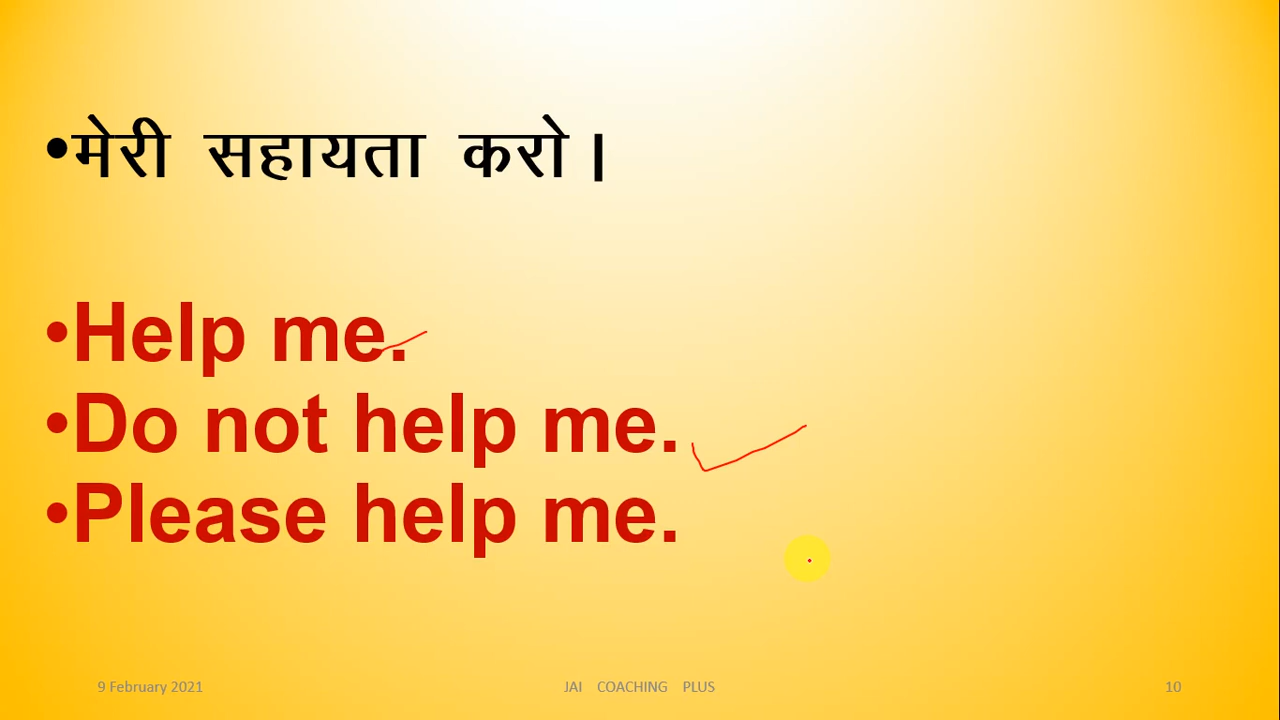 •मेरी सहायता करो।
•Help me.
•Do not help me.
•Please help me.
9 February 2021 JAI COACHING PLUS 10